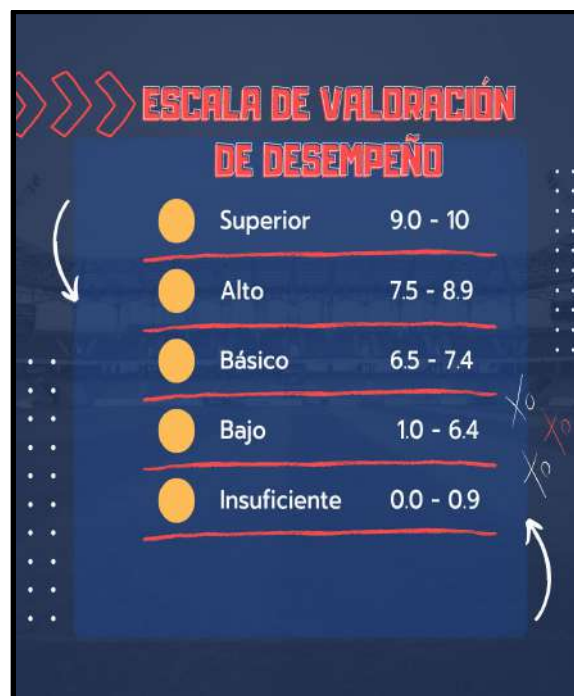 ESCALA DE VALORACIÓN
DE DESEMPEÑO
Superior 9.0 - 10
Alto 7.5 - 8.9
Básico 6.5 - 7.4
Bajo 1.0 - 6.4
Insuficiente 0.0 - 0.9